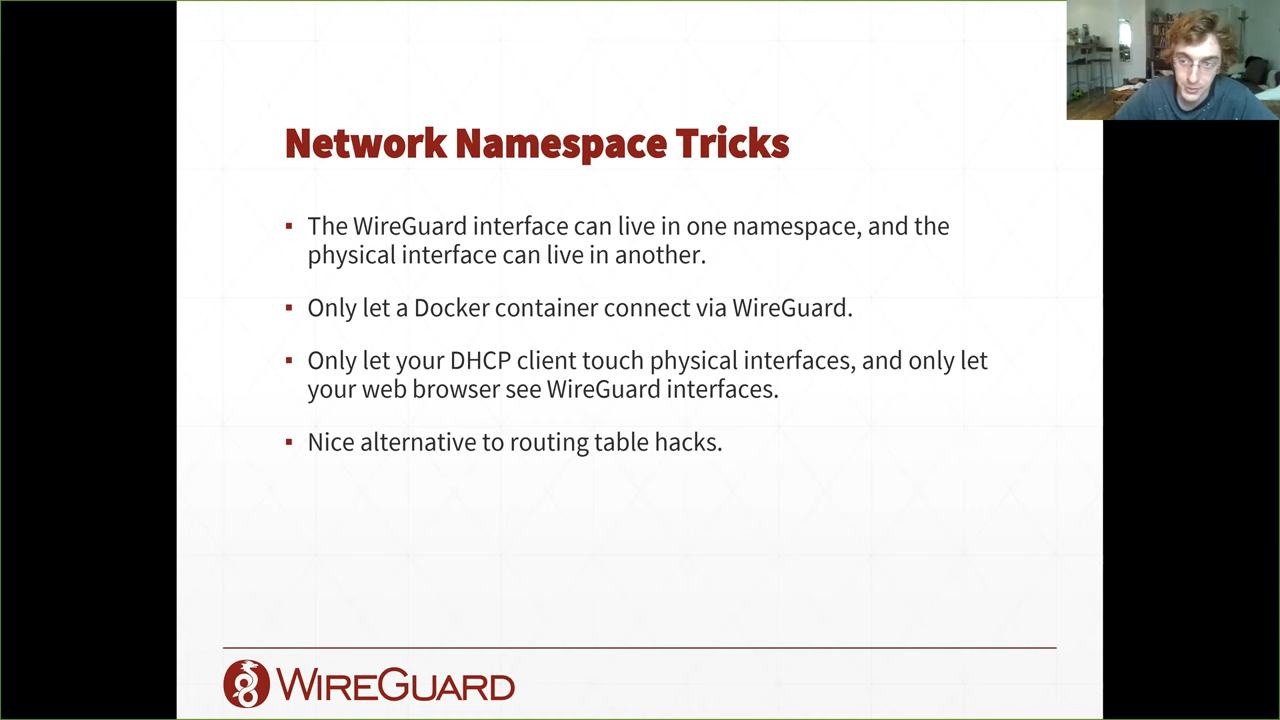 Network Namespace Tricks
▪ The WireGuard interface can live in one namespace, and the
physical interface can live in another.
▪ Only let a Docker container connect via WireGuard.
▪ Only let your DHCP client touch physical interfaces, and only let
your web browser see WireGuard interfaces.
▪ Nice alternative to routing table hacks.
WIREGUARD